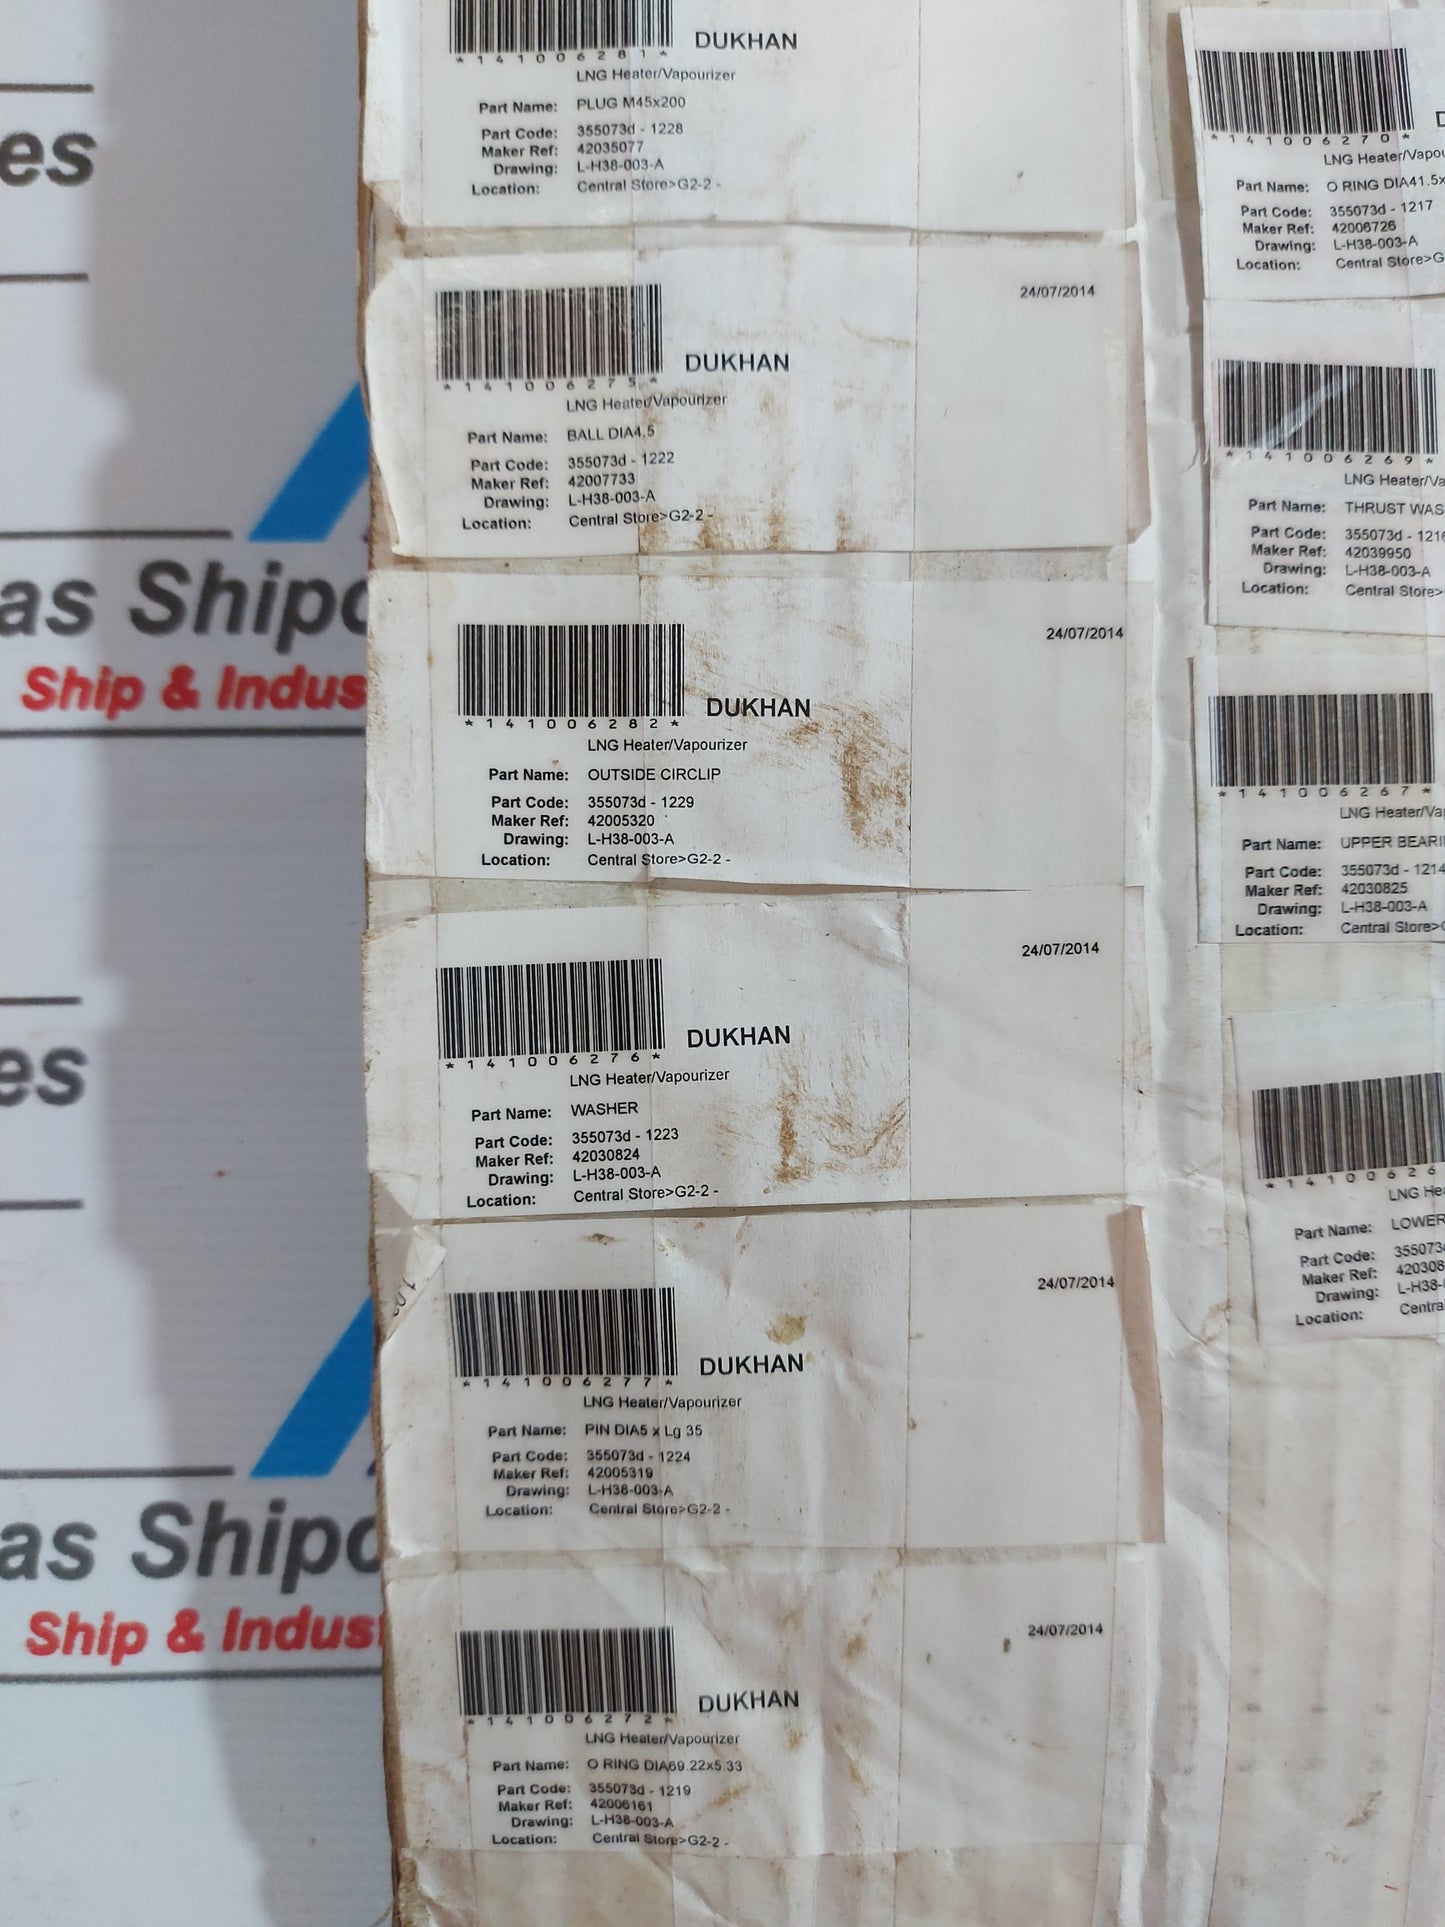 *141006281*
DUKHAN
LNG Heater/Vapourizer
Part Name: PLUG M45x200
Part Code: 355073d - 1228
Maker Ref: 42035077
Drawing: L-H38-003-A
Location: Central Store>G2-2 -
24/07/2014
*141006275*
DUKHAN
LNG Heater/Vapourizer
Part Name: BALL DIA4.5
Part Code: 355073d - 1222
Maker Ref: 42007733
Drawing: L-H38-003-A
Location: Central Store>G2-2 -
24/07/2014
*141006282*
DUKHAN
LNG Heater/Vapourizer
Part Name: OUTSIDE CIRCLIP
Part Code: 355073d - 1229
Maker Ref: 42005320
Drawing: L-H38-003-A
Location: Central Store>G2-2 -
24/07/2014
*141006276*
DUKHAN
LNG Heater/Vapourizer
Part Name: WASHER
Part Code: 355073d - 1223
Maker Ref: 42030824
Drawing: L-H38-003-A
Location: Central Store>G2-2 -
24/07/2014
*141006277*
DUKHAN
LNG Heater/Vapourizer
Part Name: PIN DIA5 x Lg 35
Part Code: 355073d - 1224
Maker Ref: 42005319
Drawing: L-H38-003-A
Location: Central Store>G2-2 -
24/07/2014
*141006272*
DUKHAN
LNG Heater/Vapourizer
Part Name: O RING DIA69.22x5.33
Part Code: 355073d - 1219
Maker Ref: 42006161
Drawing: L-H38-003-A
Location: Central Store>G2-2 -
*141006270*
LNG Heater/Vapou
Part Name: O RING DIA41.5x
Part Code: 355073d - 1217
Maker Ref: 42006726
Drawing: L-H38-003-A
Location: Central Store>G
*141006269*
LNG Heater/Va
Part Name: THRUST WAS
Part Code: 355073d - 1216
Maker Ref: 42039950
Drawing: L-H38-003-A
Location: Central Store>
*141006267*
LNG Heater/Va
Part Name: UPPER BEARI
Part Code: 355073d - 1214
Maker Ref: 42030825
Drawing: L-H38-003-A
Location: Central Store>
*14100626
LNG He
Part Name: LOWER
Part Code: 355073
Maker Ref: 420308
Drawing: L-H38-
Location: Centra
es
as Ship
Ship & Indus
es
as Ship
Ship & Indust